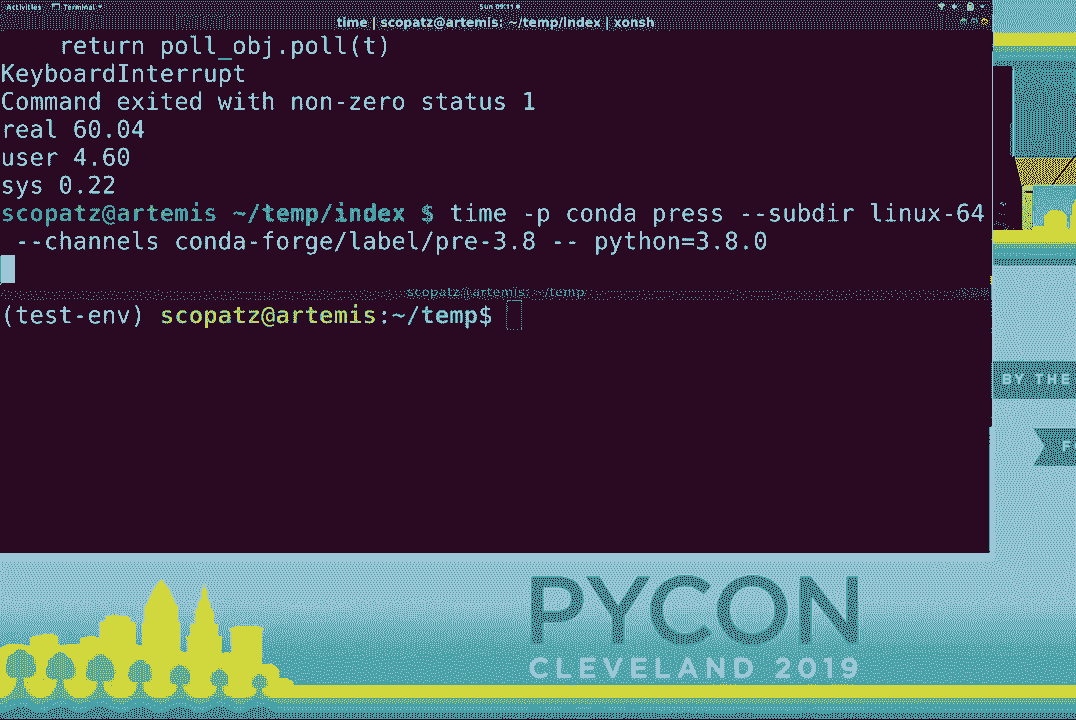 Activities Terminal Sun 09:11
time | scopatz@artemis: ~/temp/index | xonsh
return poll_obj.poll(t)
KeyboardInterrupt
Command exited with non-zero status 1
real 60.04
user 4.60
sys 0.22
scopatz@artemis ~/temp/index $ time -p conda press --subdir linux-64
--channels conda-forge/label/pre-3.8 -- python=3.8.0
scopatz@artemis: ~/temp
(test-env) scopatz@artemis:~/temp$
BY THE
F
PYCON
CLEVELAND 2019